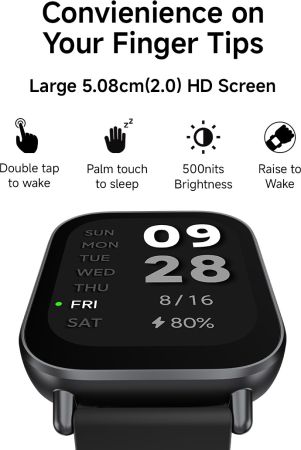 Convienience on
Your Finger Tips
Large 5.08cm(2.0) HD Screen
Double tap
to wake
Palm touch
to sleep
500nits
Brightness
Raise to
Wake
zz
SUN
MON
TUE
WED
THU
FRI
SAT
09
28
8/16
80%